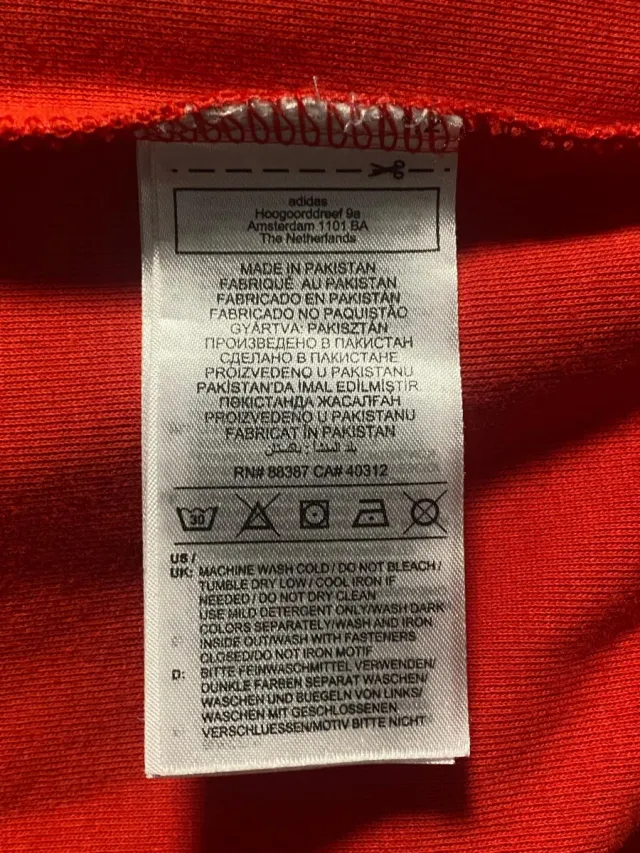 adidas
Hoogoorddreef 9a
Amsterdam 1101 BA
The Netherlands
MADE IN PAKISTAN
FABRIQUÉ AU PAKISTAN
FABRICADO EN PAKISTAN
FABRICADO NO PAQUISTÃO
GYÁRTVA: PAKISZTÁN
ПРОИЗВЕДЕНО В ПАКИСТАН
СДЕЛАНО В ПАКИСТАНЕ
PROIZVEDENO U PAKISTANU
PAKİSTAN'DA İMAL EDİLMİŞTİR
ПӘКІСТАНДА ЖАСАЛҒАН
PROIZVEDENO U PAKISTANU
FABRICAT ÎN PAKISTAN
بلد المنشأ : باكستان
RN# 88387 CA# 40312
30
US /
UK: MACHINE WASH COLD / DO NOT BLEACH /
TUMBLE DRY LOW / COOL IRON IF
NEEDED / DO NOT DRY CLEAN
USE MILD DETERGENT ONLY/WASH DARK
COLORS SEPARATELY/WASH AND IRON
INSIDE OUT/WASH WITH FASTENERS
CLOSED/DO NOT IRON MOTIF
D: BITTE FEINWASCHMITTEL VERWENDEN/
DUNKLE FARBEN SEPARAT WASCHEN/
WASCHEN UND BUEGELN VON LINKS/
WASCHEN MIT GESCHLOSSENEN
VERSCHLUESSEN/MOTIV BITTE NICHT